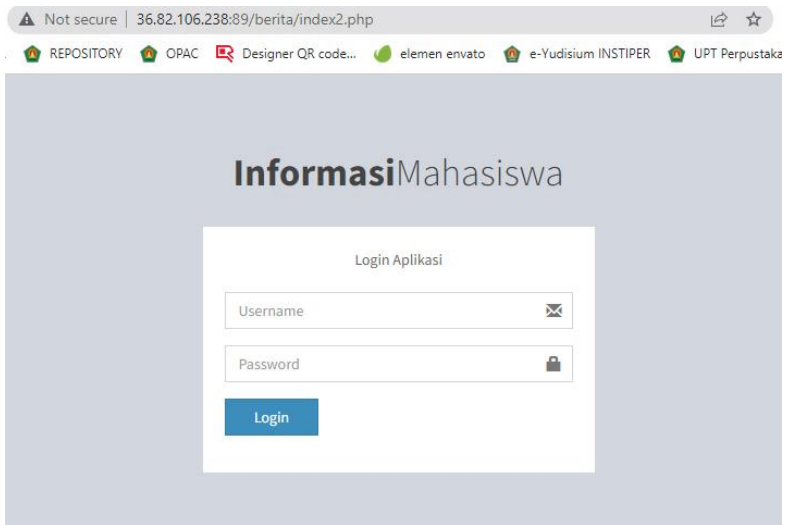 Not secure | 36.82.106.238:89/berita/index2.php
REPOSITORY OPAC Designer QR code... elemen envato e-Yudisium INSTIPER UPT Perpustaka
InformasiMahasiswa
Login Aplikasi
Username
Password
Login